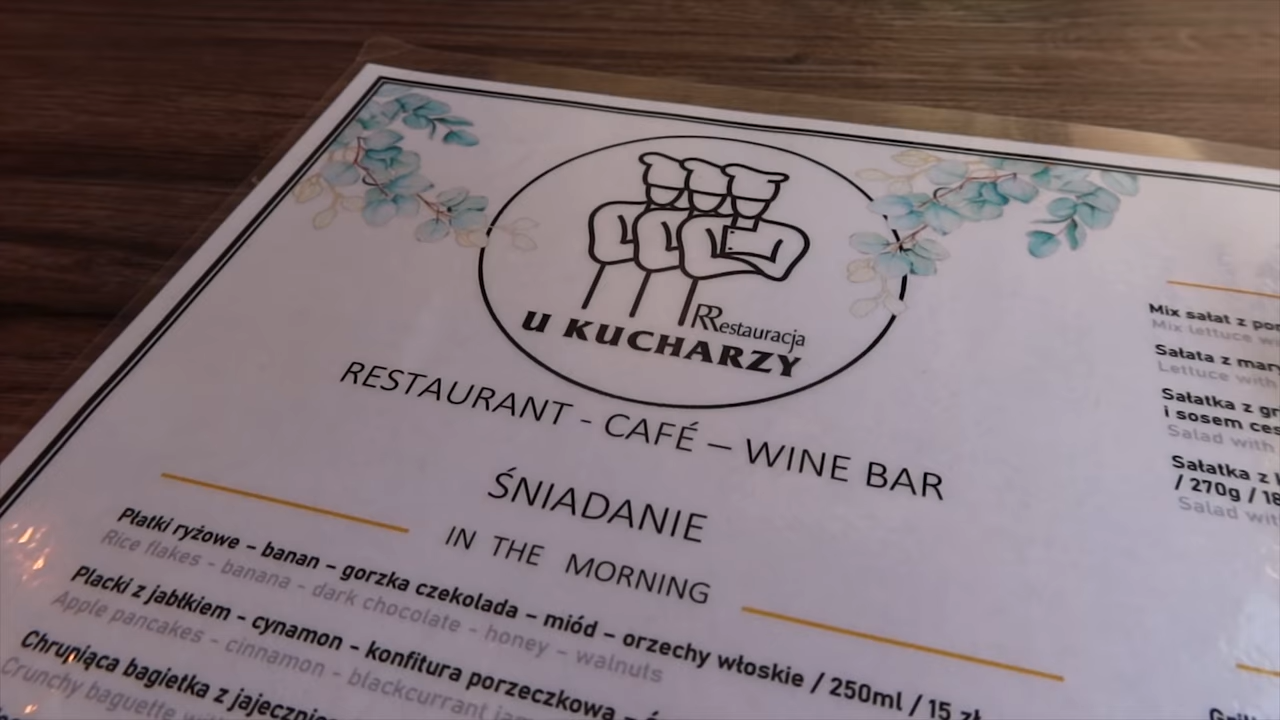 Restauracja
U KUCHARZY
RESTAURANT - CAFÉ – WINE BAR
ŚNIADANIE
IN THE MORNING
Płatki ryżowe – banan – gorzka czekolada – miód – orzechy włoskie / 250ml / 15 zł
Rice flakes - banana - dark chocolate - honey – walnuts
Placki z jabłkiem – cynamon - konfitura porzeczkowa –
Apple pancakes - cinnamon - blackcurrant jam
Chrupiąca bagietka z
Crunchy baguette
Mix sałat z
Mix lettuce
Sałata z
Lettuce with
Sałatka z
i sosem
Salad with
Sałatka z
/ 270g /
Salad